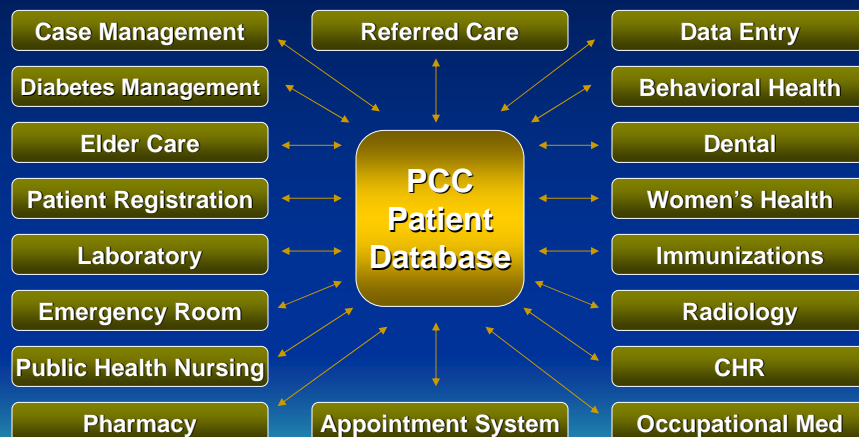 Case Management
Referred Care
Data Entry
Diabetes Management
Behavioral Health
Elder Care
Dental
PCC
Patient
Database
Patient Registration
Women's Health
Laboratory
Immunizations
Emergency Room
Radiology
Public Health Nursing
CHR
Pharmacy
Appointment System
Occupational Med